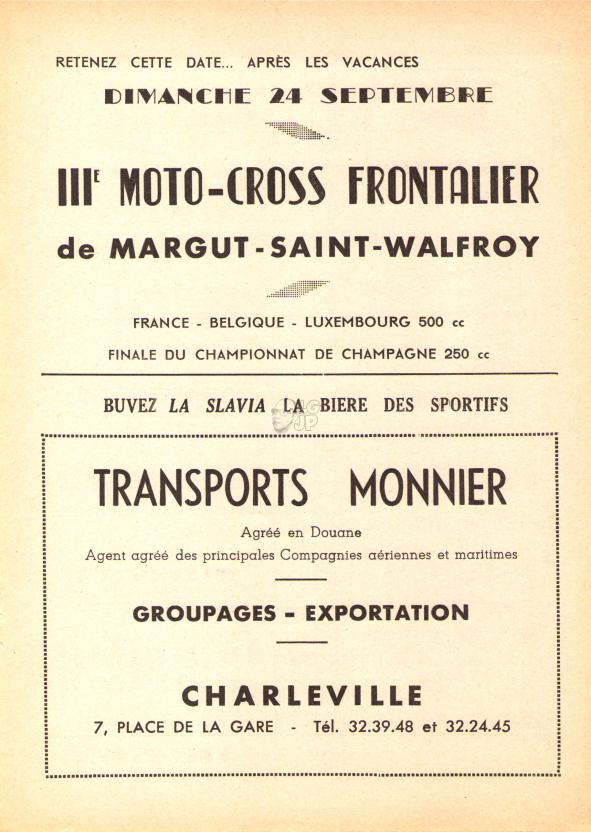 RETENEZ CETTE DATE... APRÈS LES VACANCES
DIMANCHE 24 SEPTEMBRE
IIIE MOTO-CROSS FRONTALIER
de MARGUT-SAINT-WALFROY
FRANCE - BELGIQUE - LUXEMBOURG 500 cc
FINALE DU CHAMPIONNAT DE CHAMPAGNE 250 cc
BUVEZ LA SLAVIA LA BIERE DES SPORTIFS
TRANSPORTS MONNIER
Agréé en Douane
Agent agréé des principales Compagnies aériennes et maritimes
GROUPAGES - EXPORTATION
CHARLEVILLE
7, PLACE DE LA GARE - Tél. 32.39.48 et 32.24.45